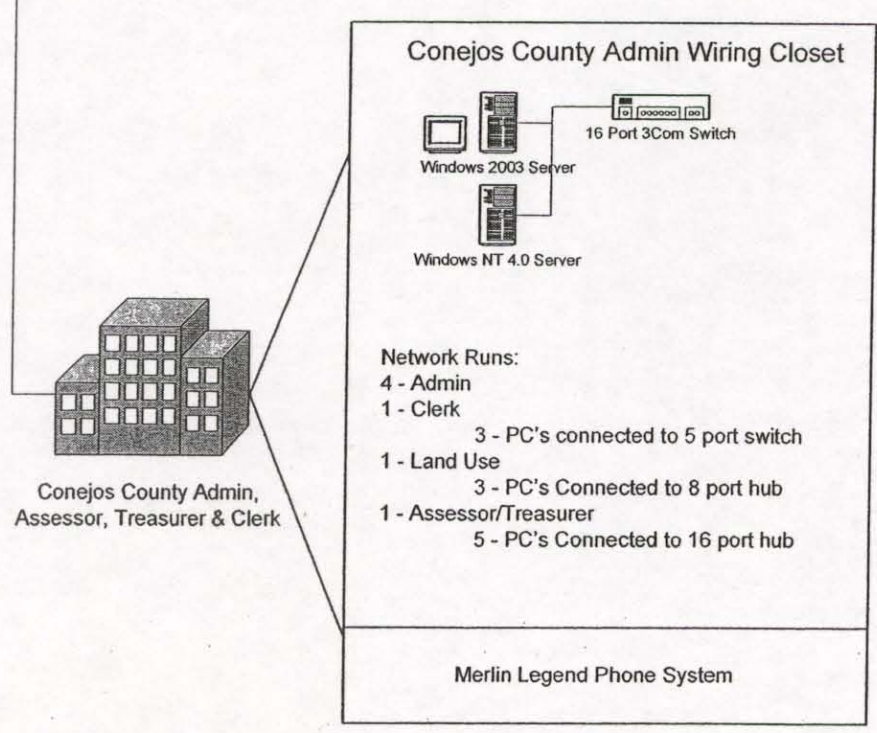 Conejos County Admin Wiring Closet
16 Port 3Com Switch
Windows 2003 Server
Windows NT 4.0 Server
Network Runs:
4 - Admin
1 - Clerk
3 - PC's connected to 5 port switch
1 - Land Use
3 - PC's Connected to 8 port hub
1 - Assessor/Treasurer
5 - PC's Connected to 16 port hub
Conejos County Admin,
Assessor, Treasurer & Clerk
Merlin Legend Phone System